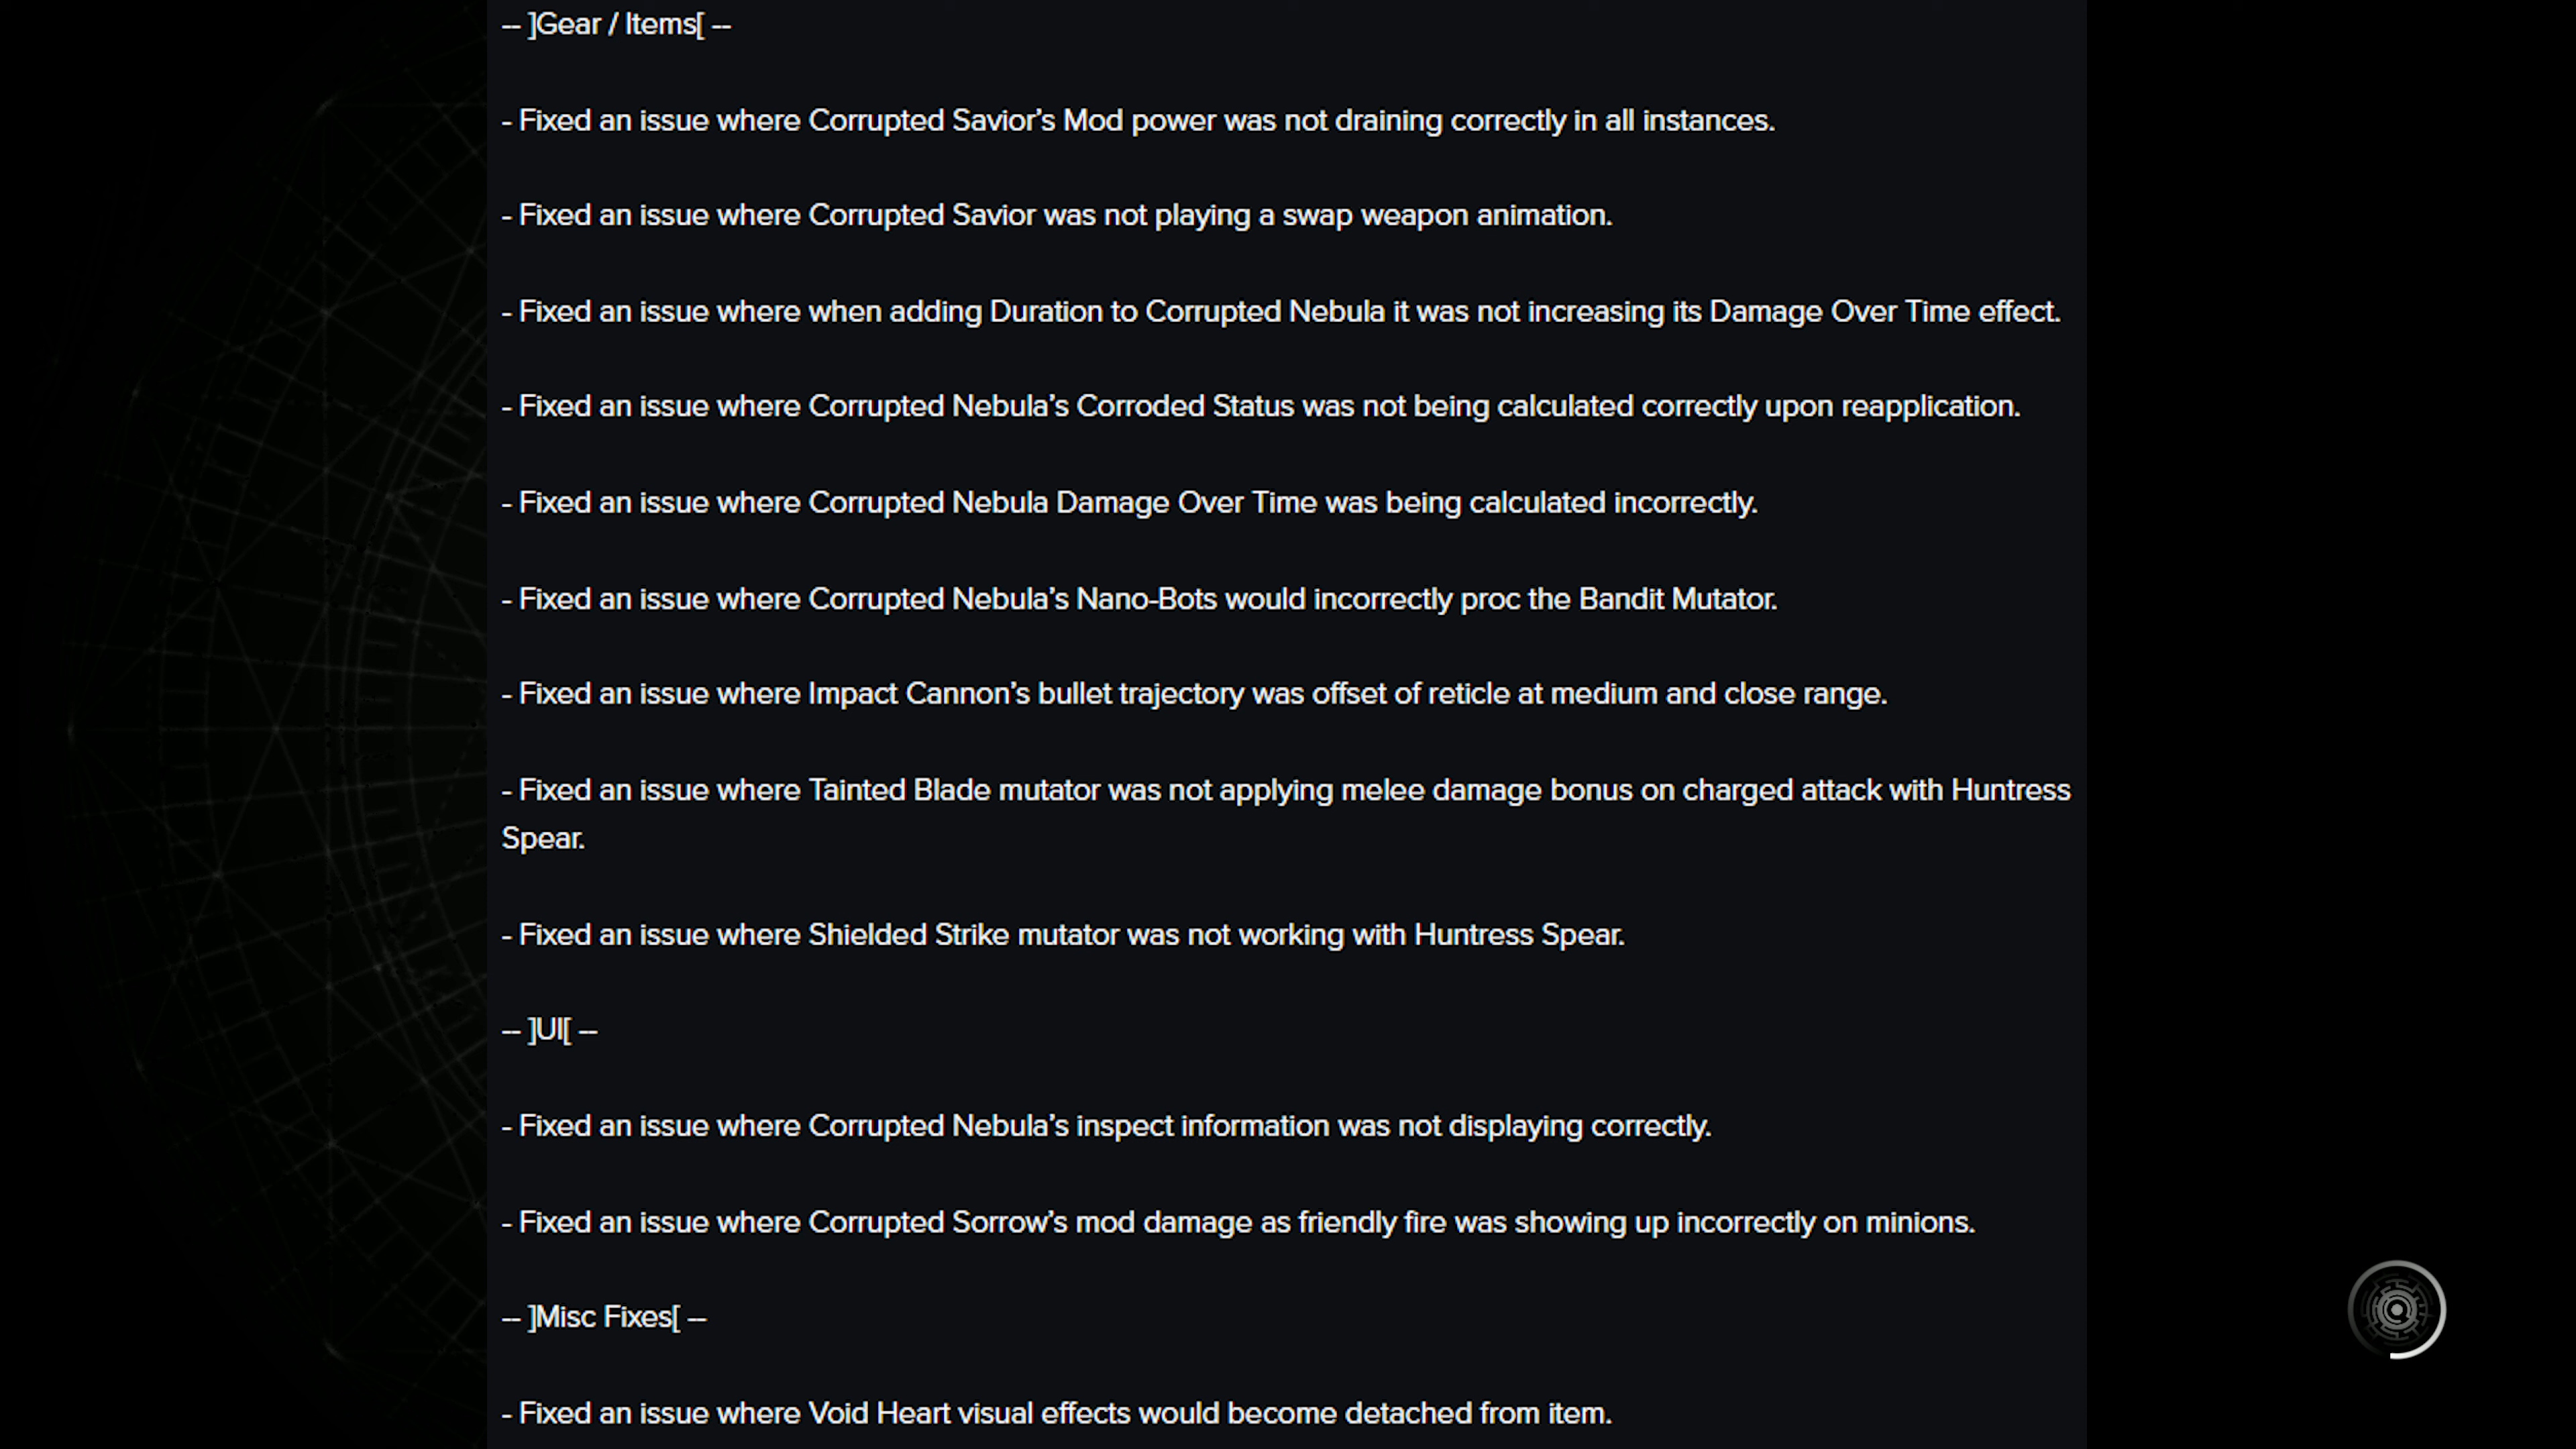 -- ]Gear / Items[ --
- Fixed an issue where Corrupted Savior’s Mod power was not draining correctly in all instances.
- Fixed an issue where Corrupted Savior was not playing a swap weapon animation.
- Fixed an issue where when adding Duration to Corrupted Nebula it was not increasing its Damage Over Time effect.
- Fixed an issue where Corrupted Nebula’s Corroded Status was not being calculated correctly upon reapplication.
- Fixed an issue where Corrupted Nebula Damage Over Time was being calculated incorrectly.
- Fixed an issue where Corrupted Nebula’s Nano-Bots would incorrectly proc the Bandit Mutator.
- Fixed an issue where Impact Cannon’s bullet trajectory was offset of reticle at medium and close range.
- Fixed an issue where Tainted Blade mutator was not applying melee damage bonus on charged attack with Huntress
Spear.
- Fixed an issue where Shielded Strike mutator was not working with Huntress Spear.
-- ]UI[ --
- Fixed an issue where Corrupted Nebula’s inspect information was not displaying correctly.
- Fixed an issue where Corrupted Sorrow’s mod damage as friendly fire was showing up incorrectly on minions.
-- ]Misc Fixes[ --
- Fixed an issue where Void Heart visual effects would become detached from item.